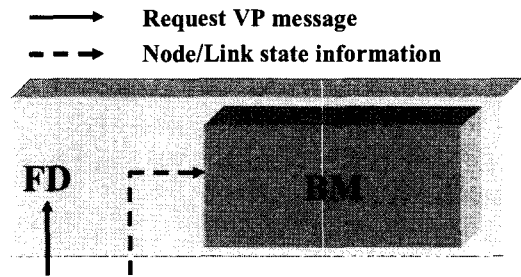 Request VP message
Node/Link state information
FD
BM